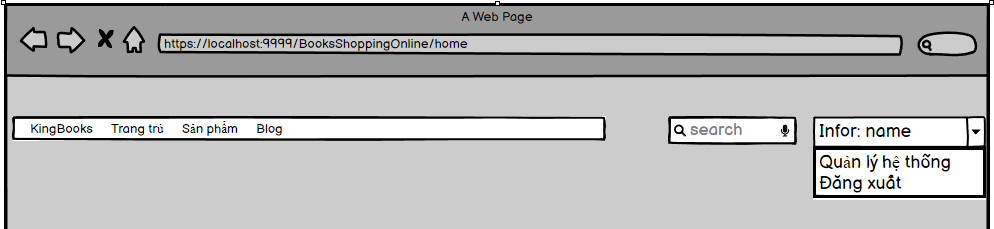 A Web Page
https://localhost:9999/BooksShoppingOnline/home
KingBooks Trang trủ Sản phẩm Blog
search
Infor: name
Quản lý hệ thống
Đăng xuất